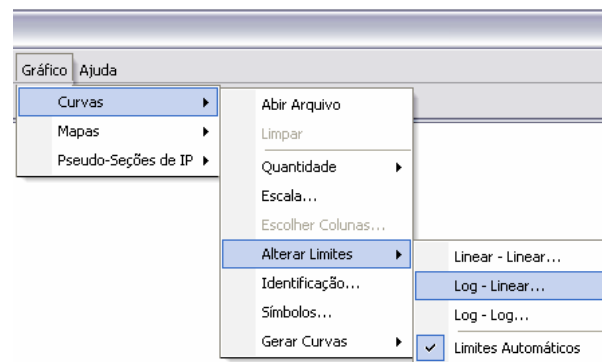 Gráfico Ajuda
Curvas
Mapas
Pseudo-Seções de IP
Abir Arquivo
Limpar
Quantidade
Escala...
Escolher Colunas...
Alterar Limites
Identificação...
Símbolos...
Gerar Curvas
Linear - Linear...
Log - Linear...
Log - Log...
Limites Automáticos